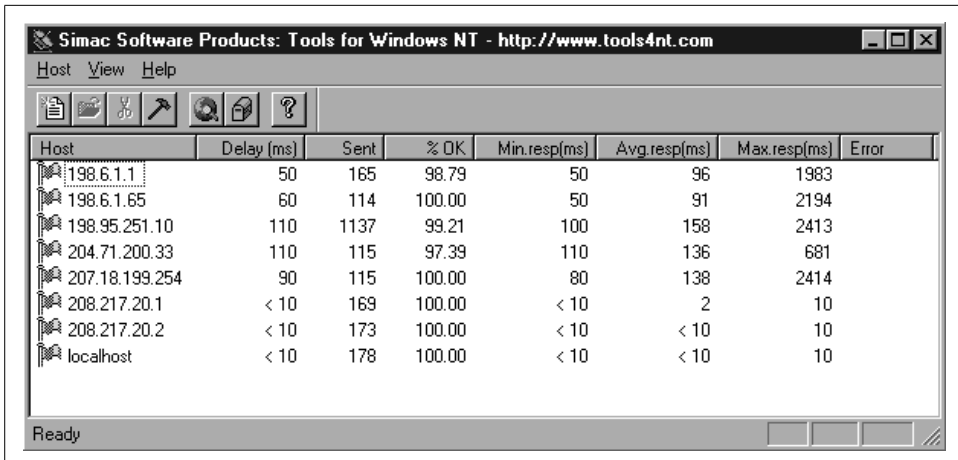 Simac Software Products: Tools for Windows NT - http://www.tools4nt.com
Host View Help
Host Delay (ms) Sent % OK Min.resp(ms) Avg.resp(ms) Max.resp(ms) Error
198.6.1.1 50 165 98.79 50 96 1983
198.6.1.65 60 114 100.00 50 91 2194
198.95.251.10 110 1137 99.21 100 158 2413
204.71.200.33 110 115 97.39 110 136 681
207.18.199.254 90 115 100.00 80 138 2414
208.217.20.1 < 10 169 100.00 < 10 2 10
208.217.20.2 < 10 173 100.00 < 10 < 10 10
localhost < 10 178 100.00 < 10 < 10 10
Ready